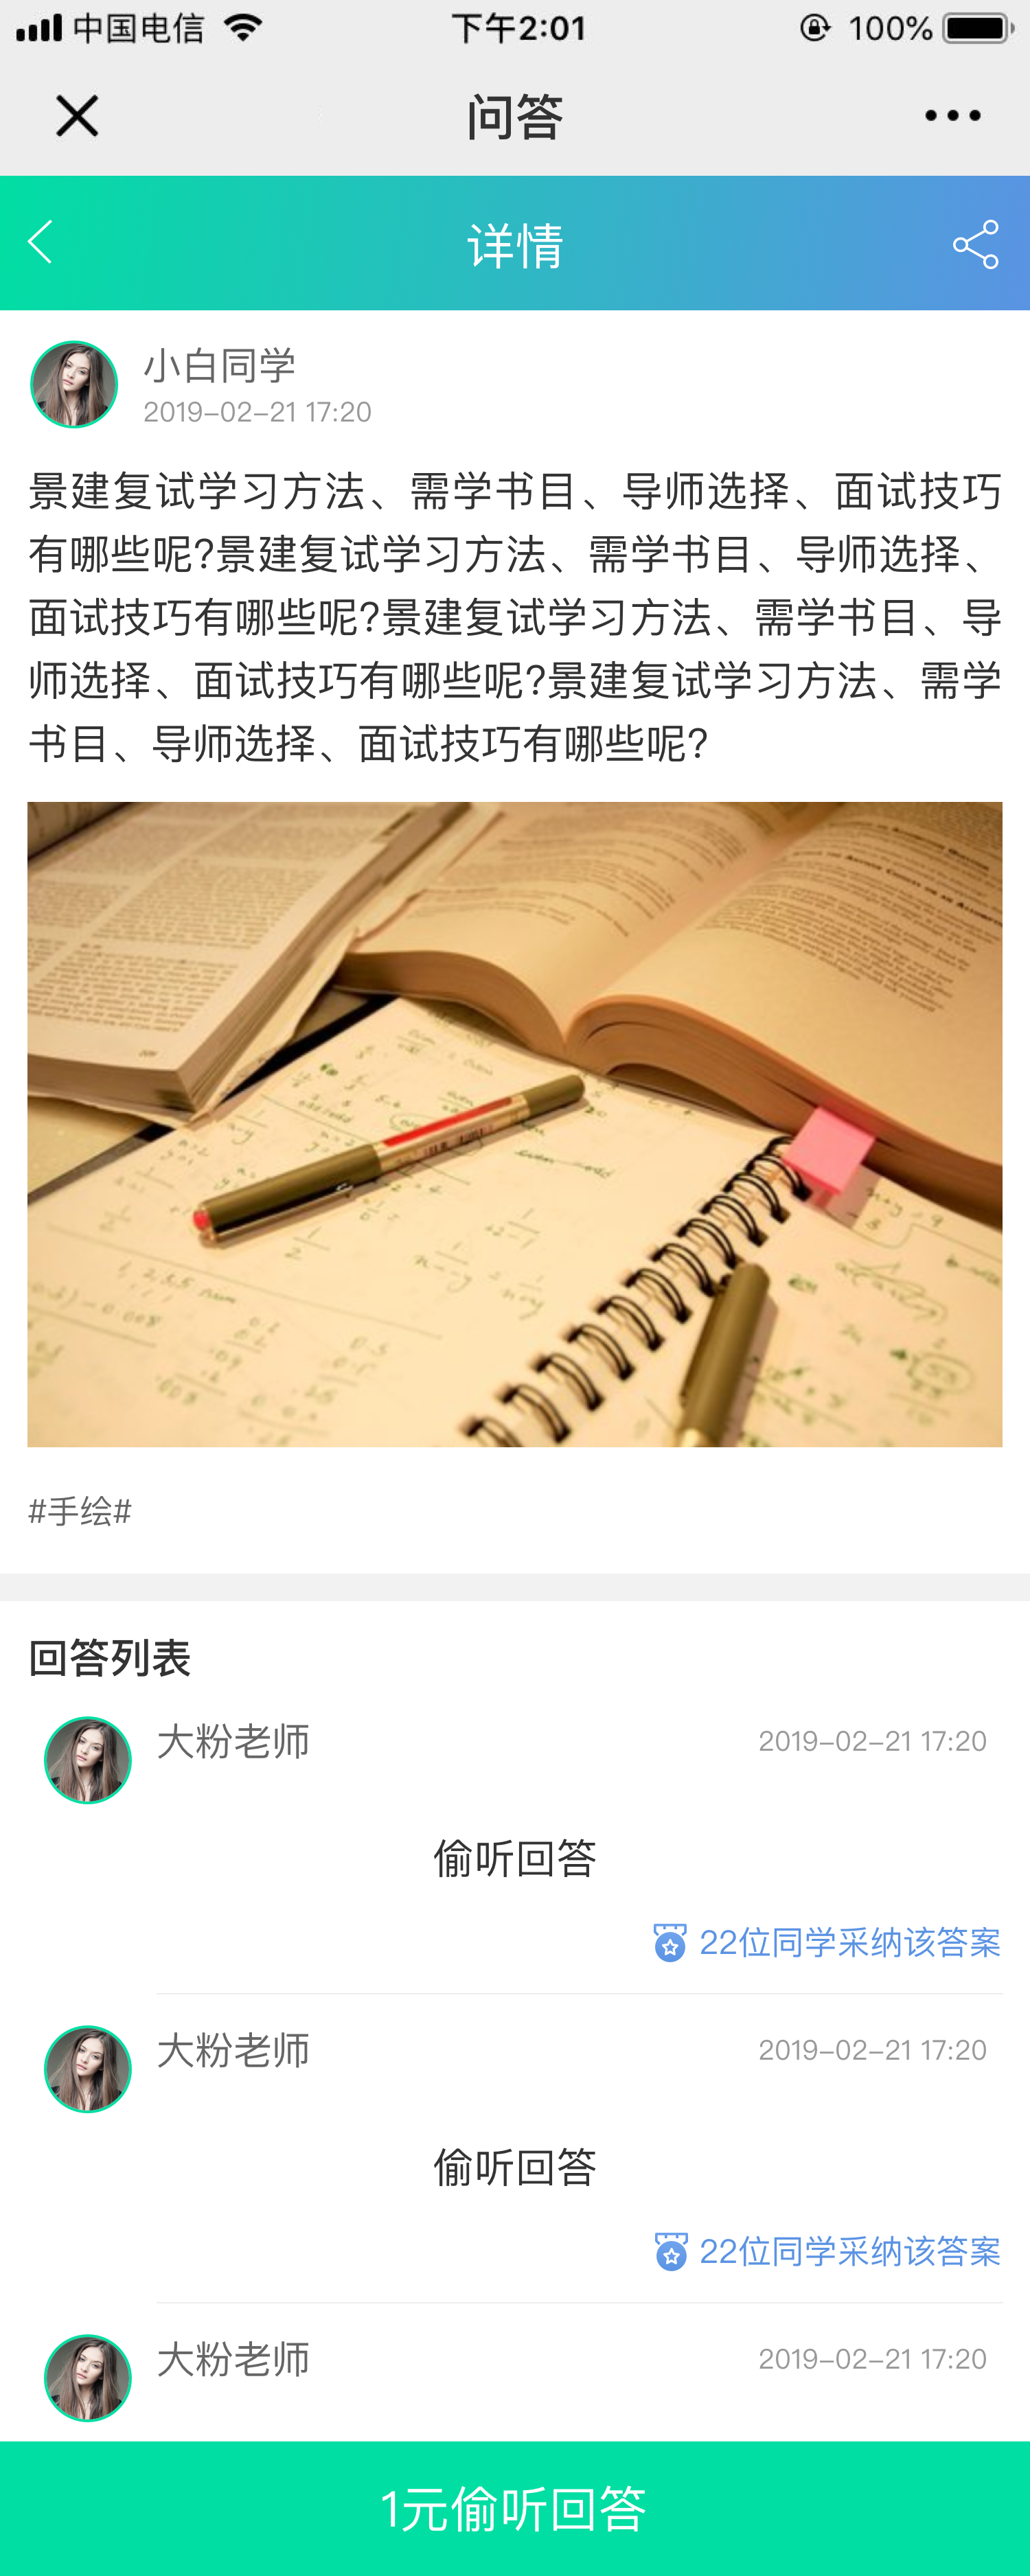 中国电信
下午2:01
100%
问答
详情
小白同学
2019-02-21 17:20
景建复试学习方法、需学书目、导师选择、面试技巧
有哪些呢?景建复试学习方法、需学书目、导师选择、
面试技巧有哪些呢?景建复试学习方法、需学书目、导
师选择、面试技巧有哪些呢?景建复试学习方法、需学
书目、导师选择、面试技巧有哪些呢?
#手绘#
回答列表
大粉老师
2019-02-21 17:20
偷听回答
22位同学采纳该答案
大粉老师
2019-02-21 17:20
偷听回答
22位同学采纳该答案
大粉老师
2019-02-21 17:20
1元偷听回答